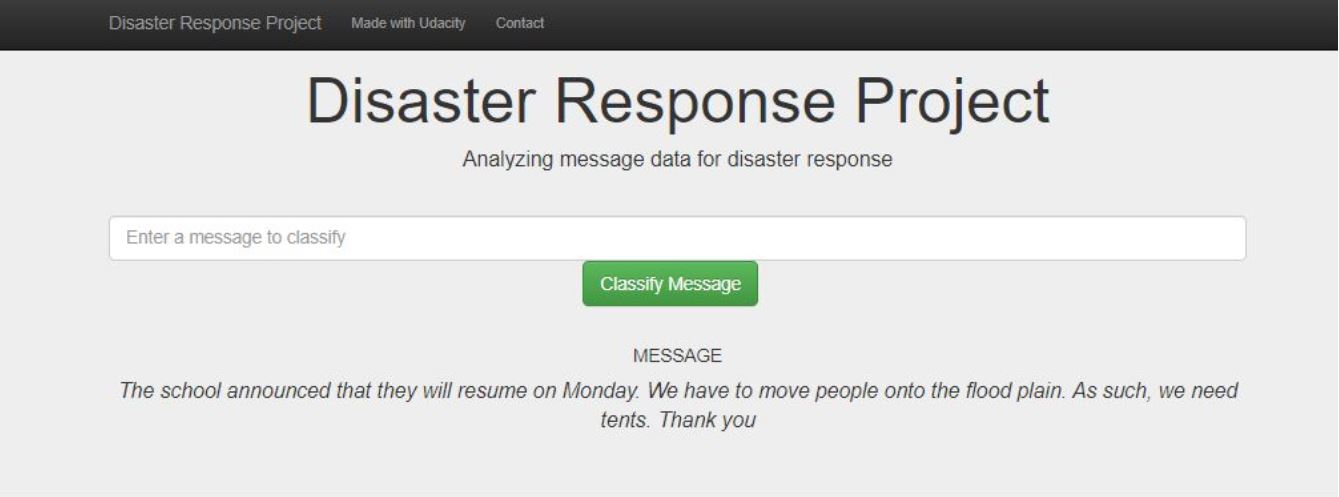 Disaster Response Project Made with Udacity Contact
Disaster Response Project
Analyzing message data for disaster response
Enter a message to classify
Classify Message
MESSAGE
The school announced that they will resume on Monday. We have to move people onto the flood plain. As such, we need
tents. Thank you